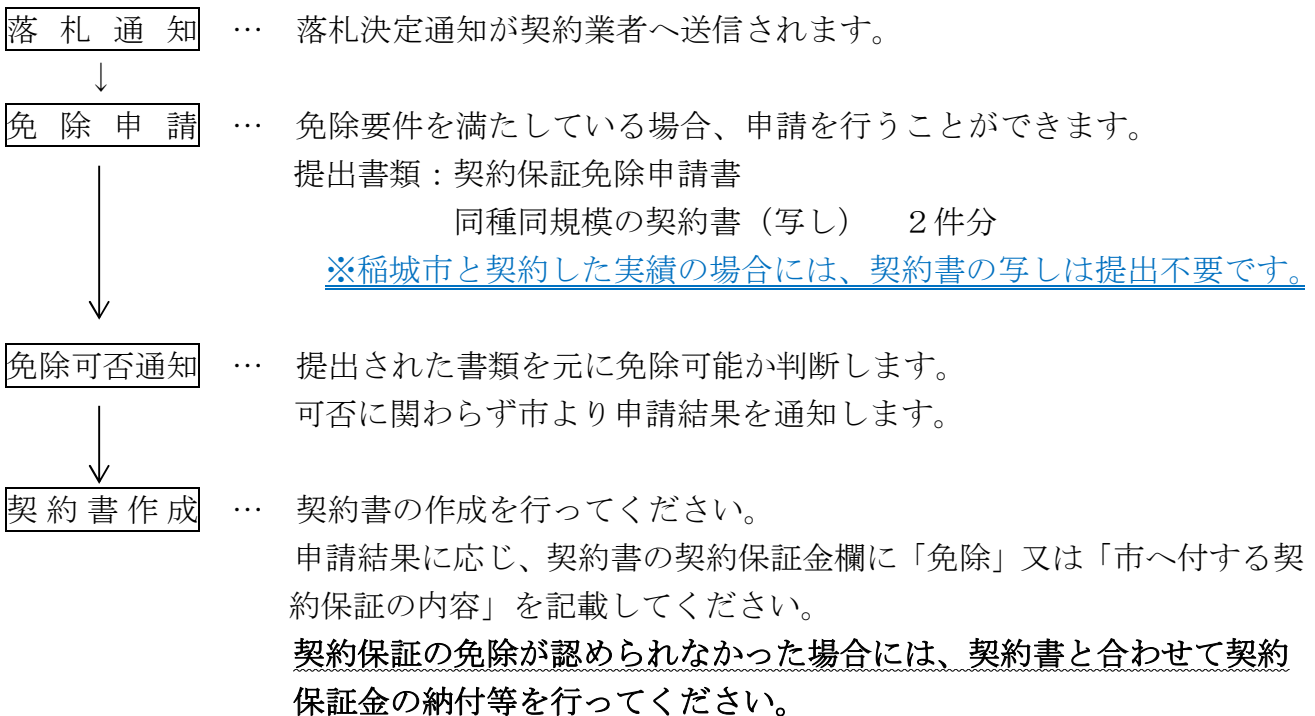 落札通知 … 落札決定通知が契約業者へ送信されます。
↓
免除申請 … 免除要件を満たしている場合、申請を行うことができます。
提出書類：契約保証免除申請書
同種同規模の契約書（写し）　２件分
※稲城市と契約した実績の場合には、契約書の写しは提出不要です。
免除可否通知 … 提出された書類を元に免除可能か判断します。
可否に関わらず市より申請結果を通知します。
契約書作成 … 契約書の作成を行ってください。
申請結果に応じ、契約書の契約保証金欄に「免除」又は「市へ付する契
約保証の内容」を記載してください。
契約保証の免除が認められなかった場合には、契約書と合わせて契約
保証金の納付等を行ってください。